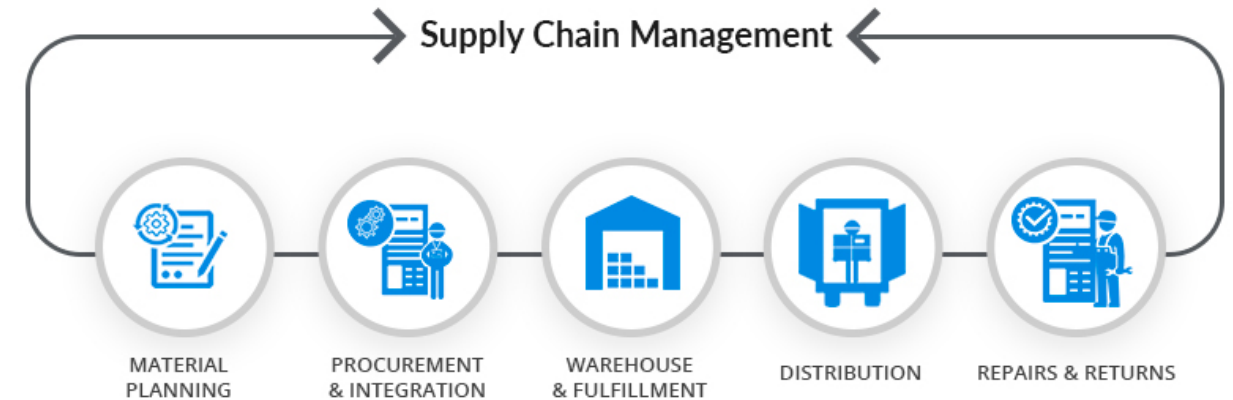 Supply Chain Management
MATERIAL
PLANNING
PROCUREMENT
& INTEGRATION
WAREHOUSE
& FULFILLMENT
DISTRIBUTION
REPAIRS & RETURNS